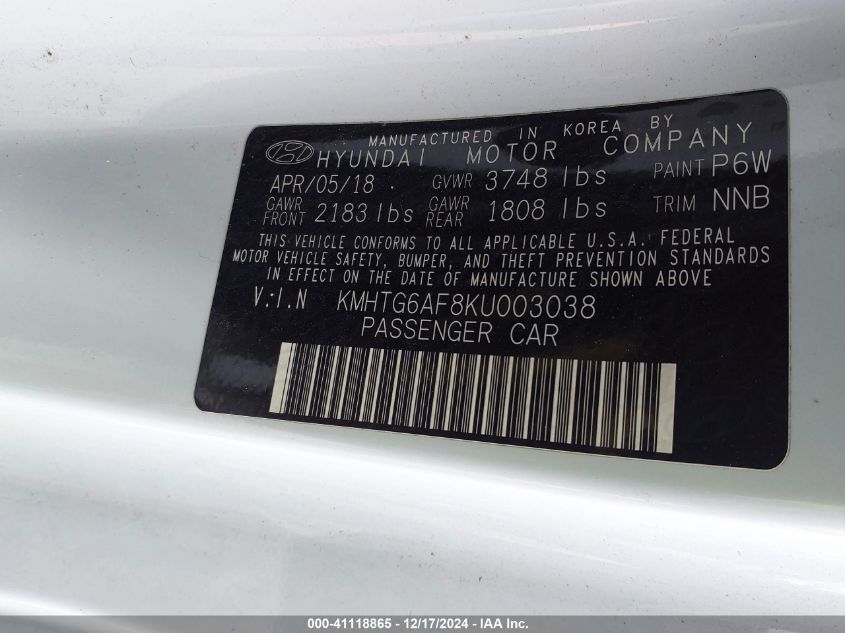 MANUFACTURED IN KOREA BY
HYUNDAI MOTOR COMPANY
APR/05/18 GVWR 3748 lbs PAINT P6W
GAWR FRONT 2183 lbs GAWR REAR 1808 lbs TRIM NNB
THIS VEHICLE CONFORMS TO ALL APPLICABLE U.S.A. FEDERAL
MOTOR VEHICLE SAFETY, BUMPER, AND THEFT PREVENTION STANDARDS
IN EFFECT ON THE DATE OF MANUFACTURE SHOWN ABOVE
V.I.N KMHTG6AF8KU003038
PASSENGER CAR
000-41118865 - 12/17/2024 - IAA Inc.